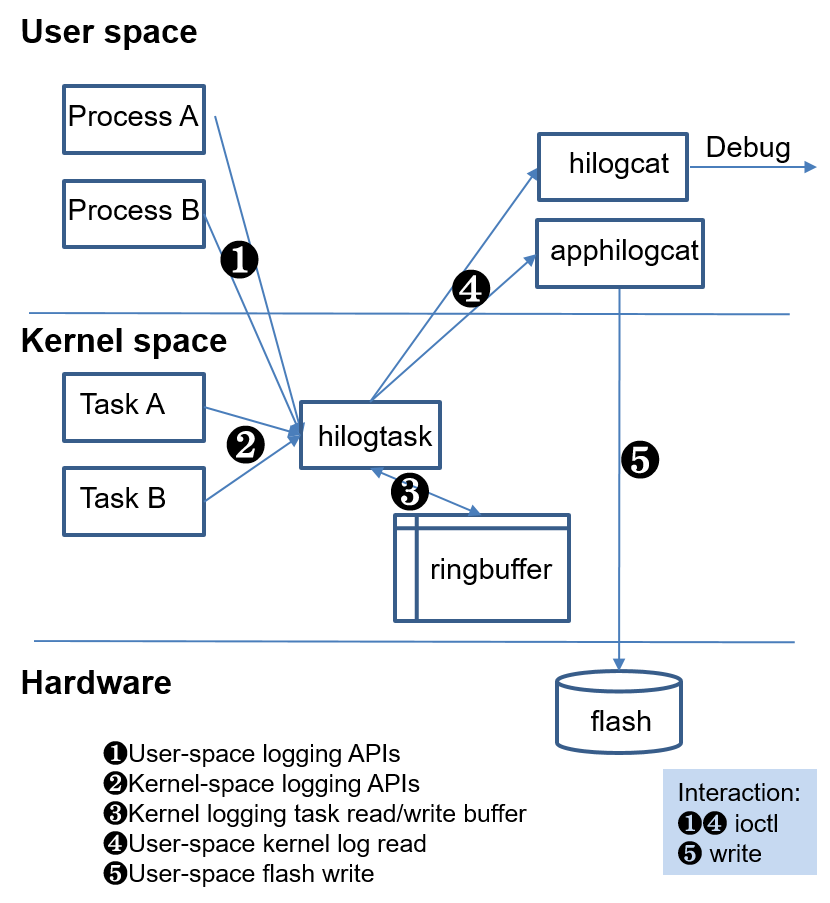 User space
Process A
Process B
hilogcat
Debug
apphilogcat
❶
❹
Kernel space
Task A
Task B
❷
hilogtask
❸
ringbuffer
❺
Hardware
flash
❶User-space logging APIs
❷Kernel-space logging APIs
❸Kernel logging task read/write buffer
❹User-space kernel log read
❺User-space flash write
Interaction:
❶❹ ioctl
❺ write